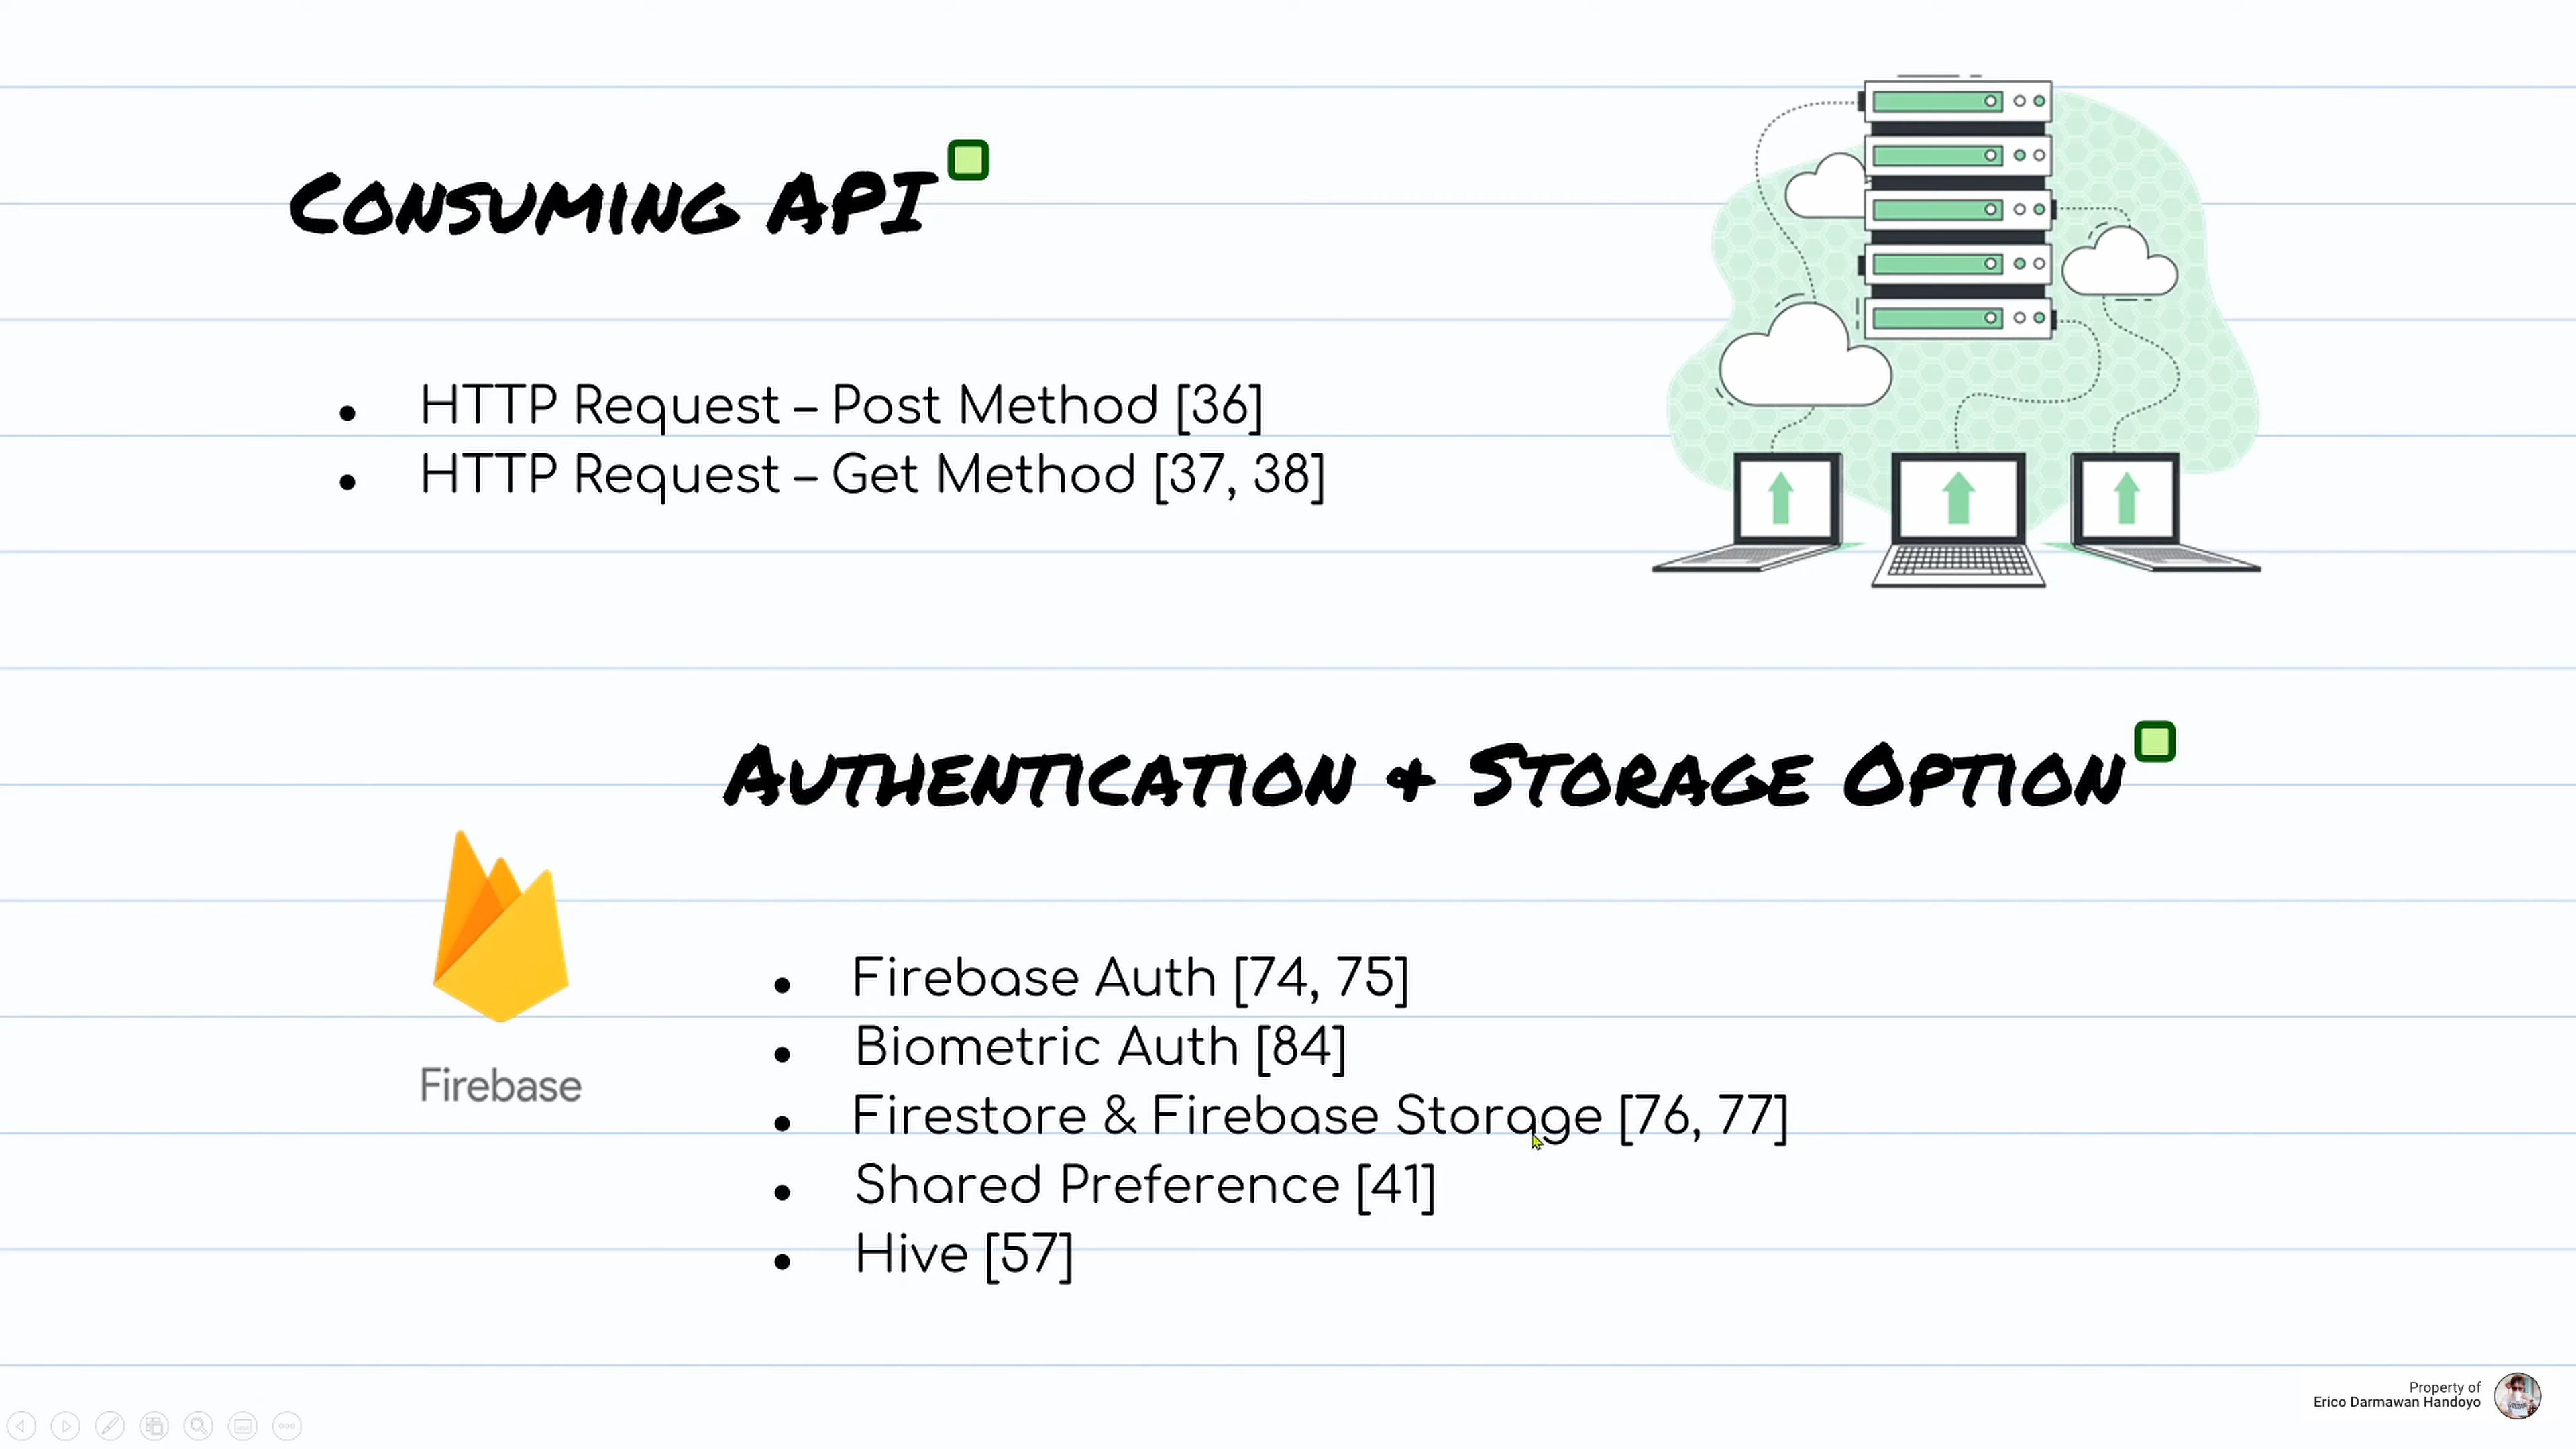 Consuming API
• HTTP Request – Post Method [36]
• HTTP Request – Get Method [37, 38]
Authentication & Storage Option
Firebase
• Firebase Auth [74, 75]
• Biometric Auth [84]
• Firestore & Firebase Storage [76, 77]
• Shared Preference [41]
• Hive [57]
Property of
Erico Darmawan Handoyo